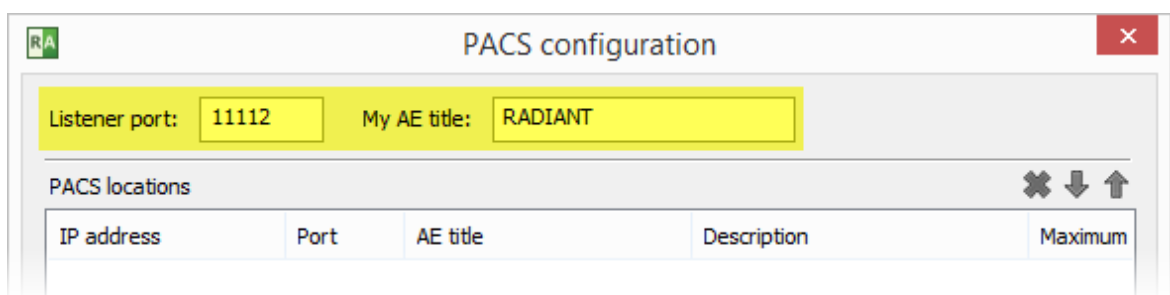 RA
PACS configuration
Listener port: 11112 My AE title: RADIANT
PACS locations
IP address Port AE title Description Maximum